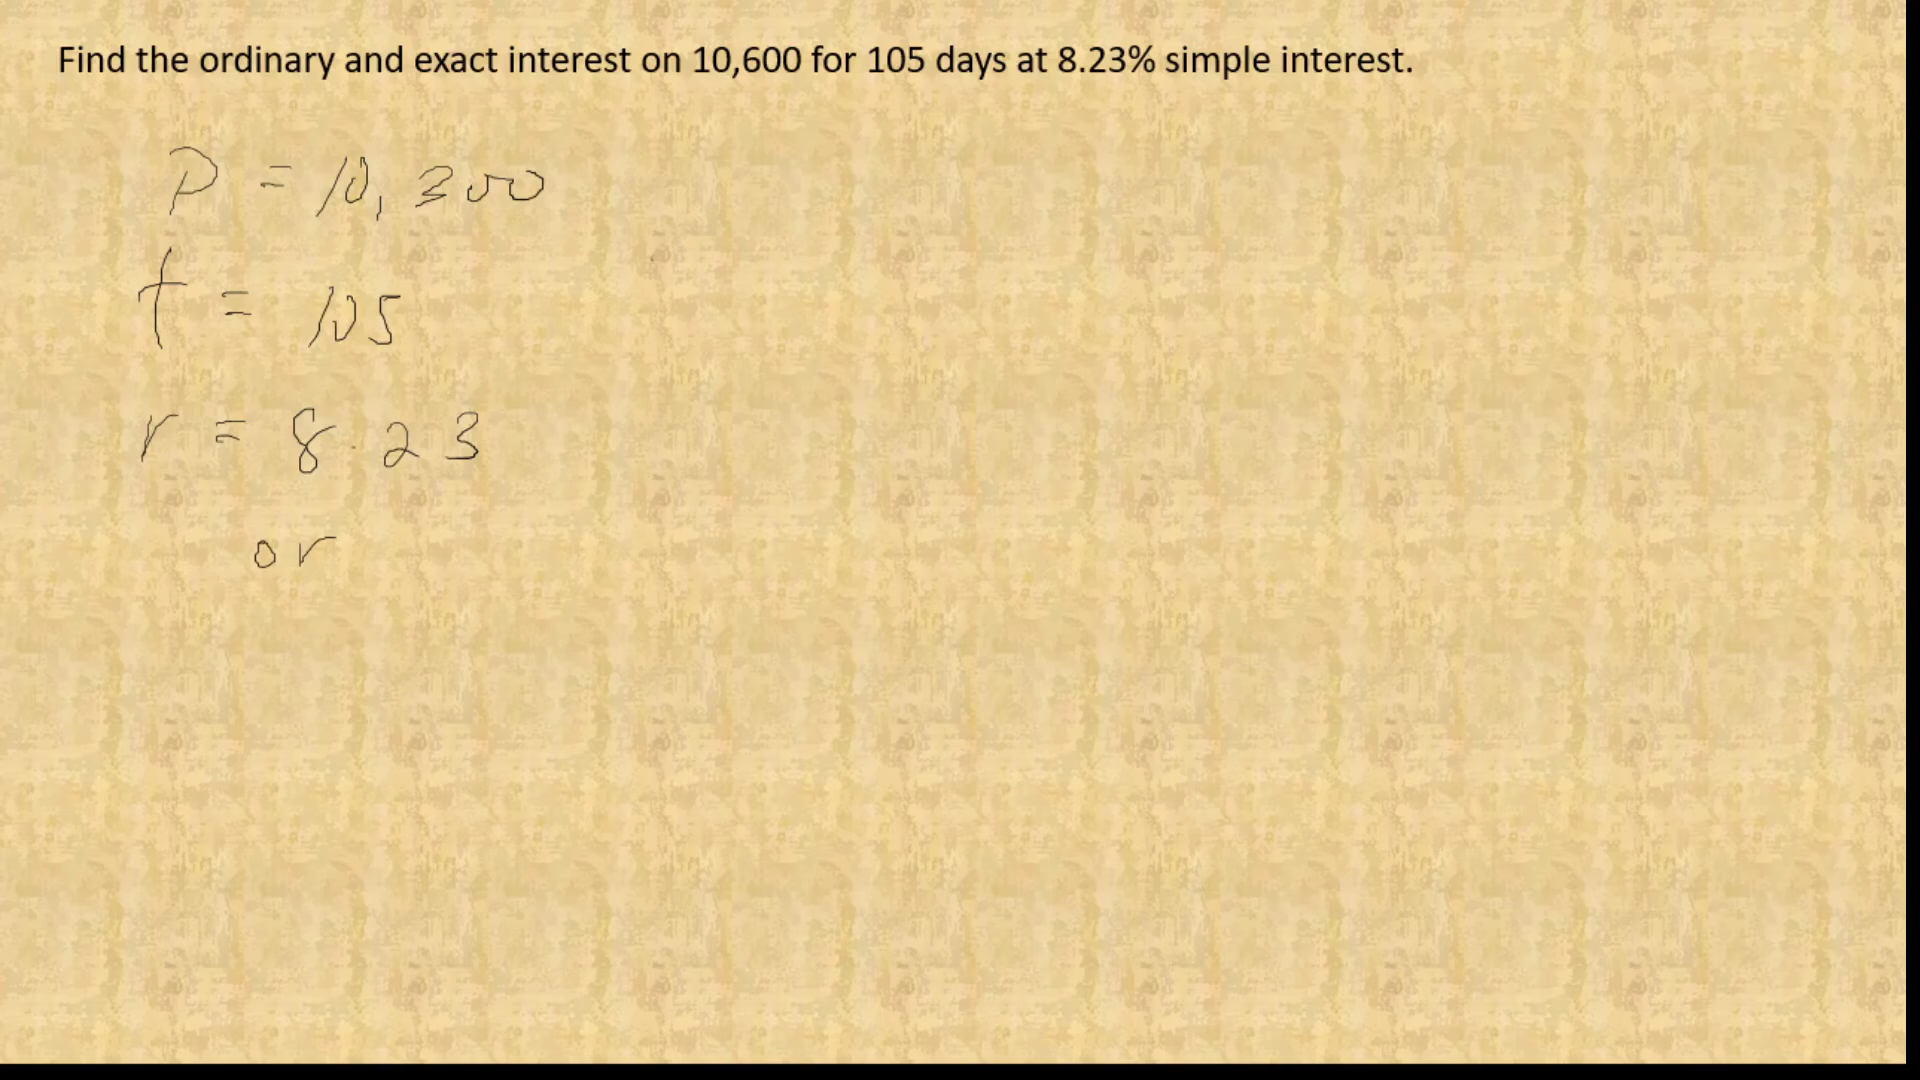 Find the ordinary and exact interest on 10,600 for 105 days at 8.23% simple interest.
P = 10,300
t = 105
r = 8.23
or